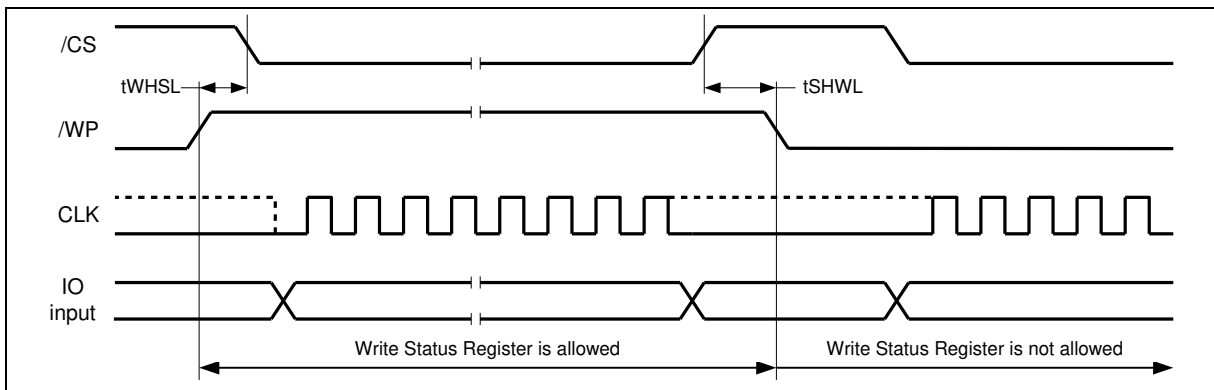 /CS
tWHSL
tSHWL
/WP
CLK
IO
input
Write Status Register is allowed
Write Status Register is not allowed